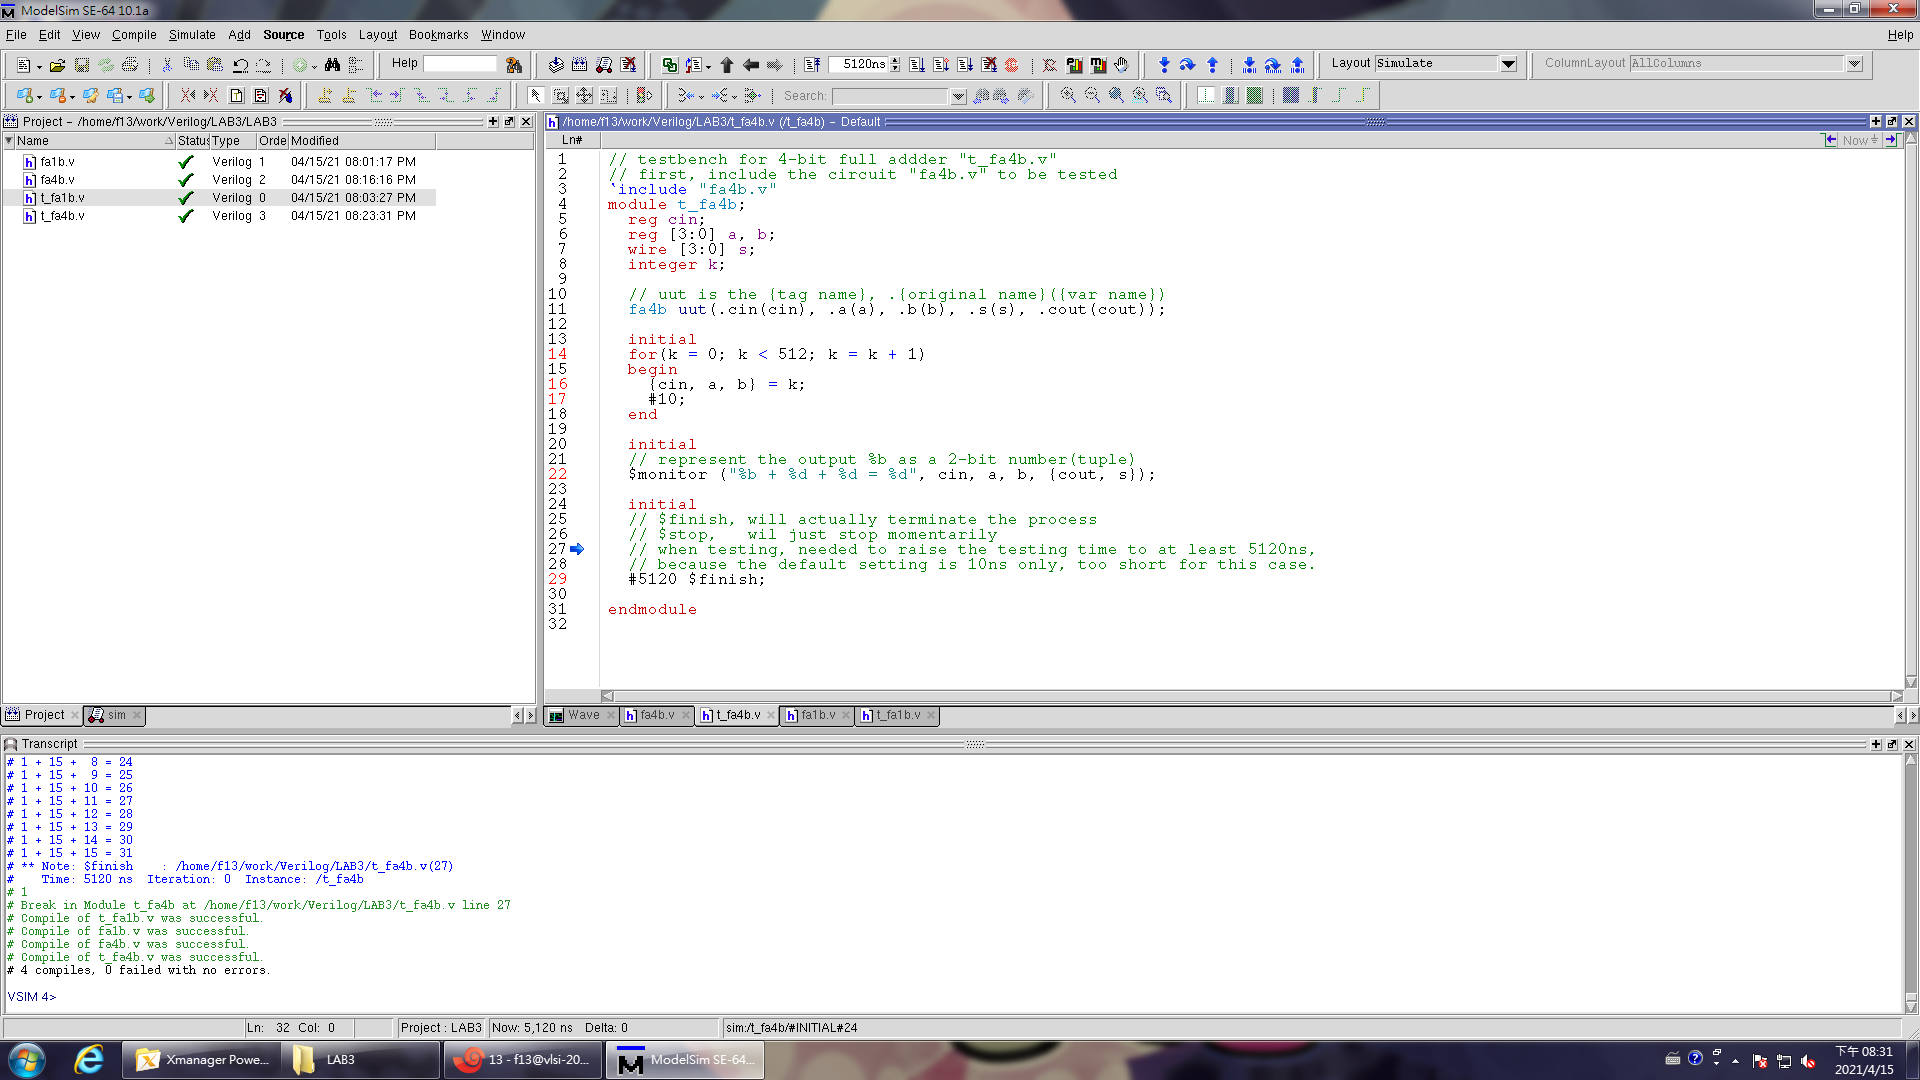 ModelSim SE-64 10.1a
File Edit View Compile Simulate Add Source Tools Layout Bookmarks Window Help
Help 5120ns Layout Simulate ColumnLayout AllColumns
Search:
Project - /home/f13/work/Verilog/LAB3/LAB3
Name Status Type Orde Modified
fa1b.v Verilog 1 04/15/21 08:01:17 PM
fa4b.v Verilog 2 04/15/21 08:16:16 PM
t_fa1b.v Verilog 0 04/15/21 08:03:27 PM
t_fa4b.v Verilog 3 04/15/21 08:23:31 PM
Project sim
/home/f13/work/Verilog/LAB3/t_fa4b.v (/t_fa4b) - Default
Ln# Now
1 // testbench for 4-bit full addder "t_fa4b.v"
2 // first, include the circuit "fa4b.v" to be tested
3 `include "fa4b.v"
4 module t_fa4b;
5 reg cin;
6 reg [3:0] a, b;
7 wire [3:0] s;
8 integer k;
9
10 // uut is the {tag name}, .{original name}({var name})
11 fa4b uut(.cin(cin), .a(a), .b(b), .s(s), .cout(cout));
12
13 initial
14 for(k = 0; k < 512; k = k + 1)
15 begin
16 {cin, a, b} = k;
17 #10;
18 end
19
20 initial
21 // represent the output %b as a 2-bit number(tuple)
22 $monitor ("%b + %d + %d = %d", cin, a, b, {cout, s});
23
24 initial
25 // $finish, will actually terminate the process
26 // $stop,   wil just stop momentarily
27 // when testing, needed to raise the testing time to at least 5120ns,
28 // because the default setting is 10ns only, too short for this case.
29 #5120 $finish;
30
31 endmodule
32
Wave fa4b.v t_fa4b.v fa1b.v t_fa1b.v
Transcript
# 1 + 15 +  8 = 24
# 1 + 15 +  9 = 25
# 1 + 15 + 10 = 26
# 1 + 15 + 11 = 27
# 1 + 15 + 12 = 28
# 1 + 15 + 13 = 29
# 1 + 15 + 14 = 30
# 1 + 15 + 15 = 31
# ** Note: $finish    : /home/f13/work/Verilog/LAB3/t_fa4b.v(27)
#    Time: 5120 ns  Iteration: 0  Instance: /t_fa4b
# 1
# Break in Module t_fa4b at /home/f13/work/Verilog/LAB3/t_fa4b.v line 27
# Compile of t_fa1b.v was successful.
# Compile of fa1b.v was successful.
# Compile of fa4b.v was successful.
# Compile of t_fa4b.v was successful.
# 4 compiles, 0 failed with no errors.
VSIM 4>
Ln: 32 Col: 0 Project : LAB3 Now: 5,120 ns Delta: 0 sim:/t_fa4b/#INITIAL#24
Xmanager Powe... LAB3 13 - f13@vlsi-20... ModelSim SE-64... 下午 08:31
2021/4/15